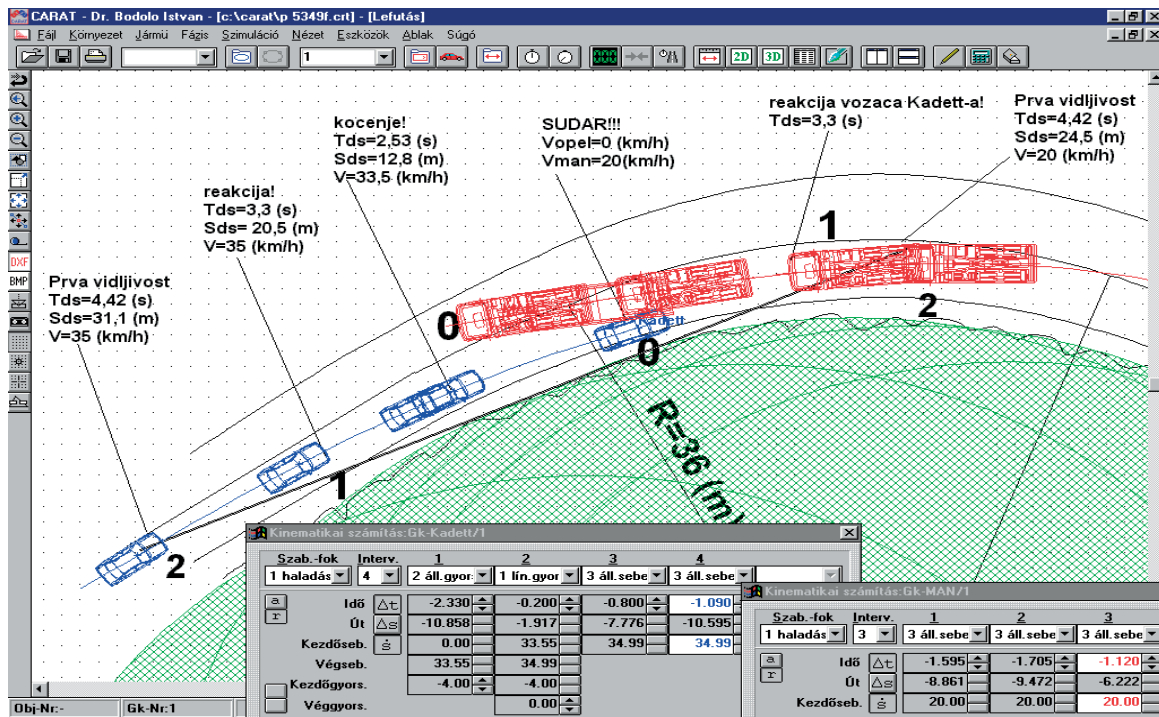 CARAT - Dr. Bodolo Istvan - [c:\carat\p 5349f.crt] - [Lefutás]
Fájl Környezet Jármü Fázis Szimuláció Nézet Eszközök Ablak Súgó
1
2D 3D
DXF
BMP
kocenje!
Tds=2,53 (s)
Sds=12,8 (m)
V=33,5 (km/h)
SUDAR!!!
Vopel=0 (km/h)
Vman=20(km/h)
reakcija vozaca Kadett-a!
Tds=3,3 (s)
Prva vidljivost
Tds=4,42 (s)
Sds=24,5 (m)
V=20 (km/h)
reakcija!
Tds=3,3 (s)
Sds= 20,5 (m)
V=35 (km/h)
Prva vidljivost
Tds=4,42 (s)
Sds=31,1 (m)
V=35 (km/h)
1
0
2
Kadett
0
1
2
R=36 (m)
Kinematikai számítás:Gk-Kadett/1
Szab.-fok Interv. 1 2 3 4
1 haladás 4 2 áll.gyor 1 lín.gyor 3 áll.sebe 3 áll.sebe
a
r
Idő Δt -2.330 -0.200 -0.800 -1.090
Út Δs -10.858 -1.917 -7.776 -10.595
Kezdőseb. ṡ 0.00 33.55 34.99 34.99
Végseb. 33.55 34.99
Kezdőgyors. -4.00 -4.00
Véggyors. 0.00
Kinematikai számítás:Gk-MAN/1
Szab.-fok Interv. 1 2 3
1 haladás 3 3 áll.sebe 3 áll.sebe 3 áll.sebe
a
r
Idő Δt -1.595 -1.705 -1.120
Út Δs -8.861 -9.472 -6.222
Kezdőseb. ṡ 20.00 20.00 20.00
Obj-Nr:- Gk-Nr:1